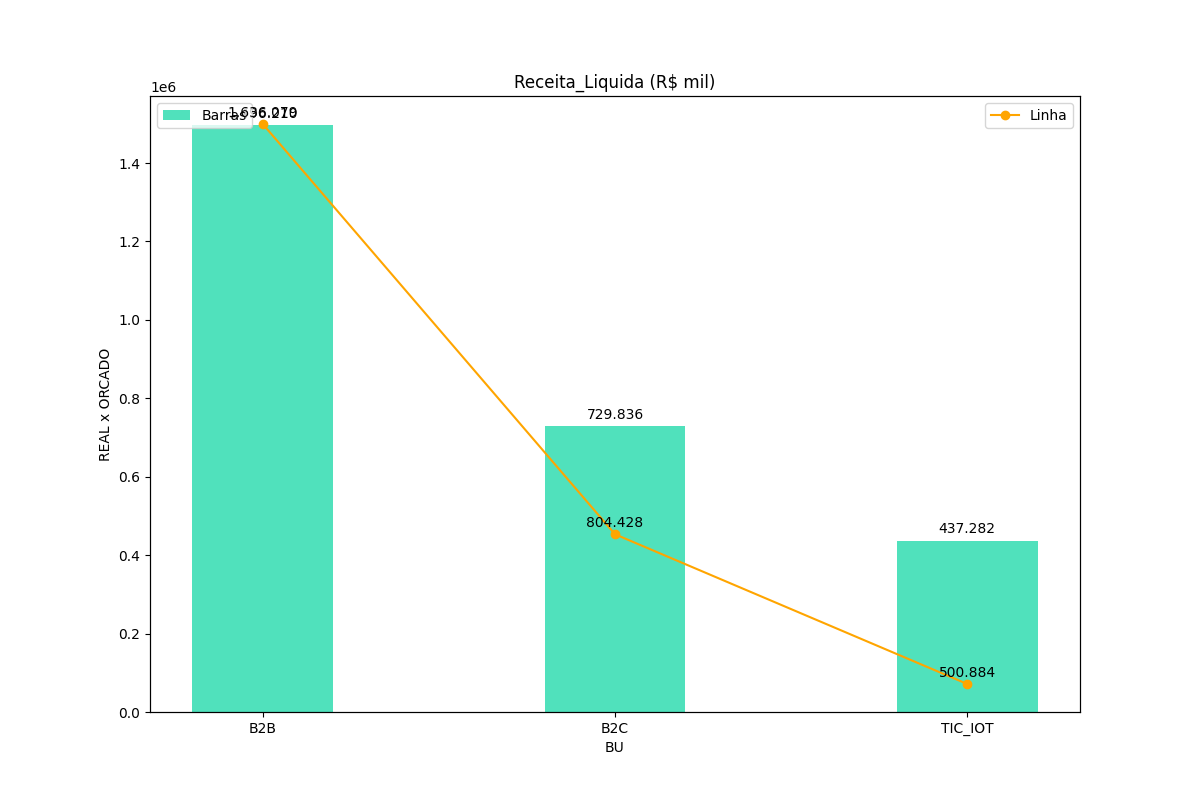 Receita_Liquida (R$ mil)
1e6
Barras
Linha
1.4
1.2
1.0
0.8
0.6
0.4
0.2
0.0
REAL x ORCADO
729.836
804.428
437.282
500.884
B2B
B2C
TIC_IOT
BU